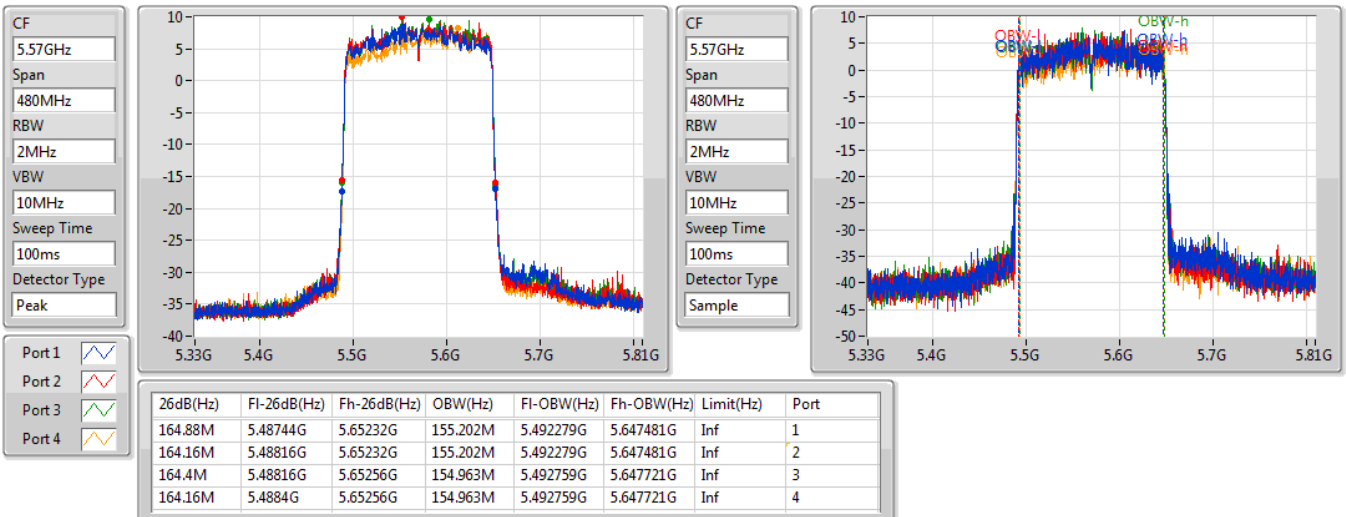 CF
5.57GHz
Span
480MHz
RBW
2MHz
VBW
10MHz
Sweep Time
100ms
Detector Type
Peak
10
5
0
-5
-10
-15
-20
-25
-30
-35
-40
5.33G 5.4G 5.5G 5.6G 5.7G 5.81G
CF
5.57GHz
Span
480MHz
RBW
2MHz
VBW
10MHz
Sweep Time
100ms
Detector Type
Sample
10
5
0
-5
-10
-15
-20
-25
-30
-35
-40
-45
-50
OBW-h
OBW-l
OBW-h
5.33G 5.4G 5.5G 5.6G 5.7G 5.81G
Port 1
Port 2
Port 3
Port 4
26dB(Hz) Fl-26dB(Hz) Fh-26dB(Hz) OBW(Hz) Fl-OBW(Hz) Fh-OBW(Hz) Limit(Hz) Port
164.88M 5.48744G 5.65232G 155.202M 5.492279G 5.647481G Inf 1
164.16M 5.48816G 5.65232G 155.202M 5.492279G 5.647481G Inf 2
164.4M 5.48816G 5.65256G 154.963M 5.492759G 5.647721G Inf 3
164.16M 5.4884G 5.65256G 154.963M 5.492759G 5.647721G Inf 4